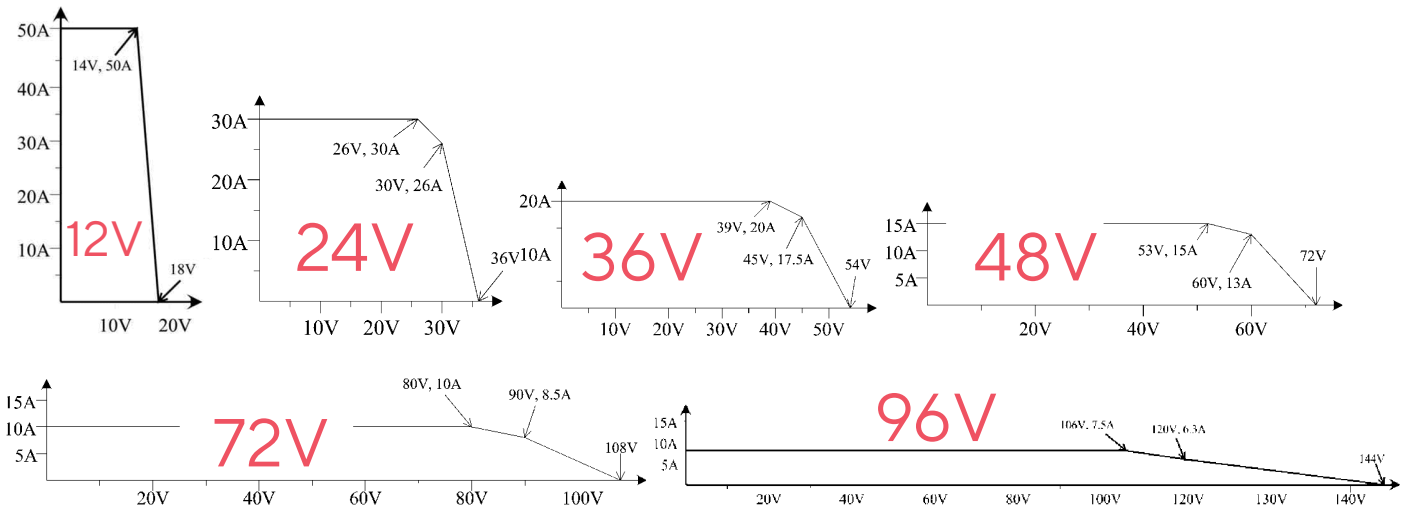 50A
14V, 50A
40A
30A
20A
10A
12V
18V
10V 20V
30A
26V, 30A
30V, 26A
20A
10A
24V
36V
10V 20V 30V
20A
39V, 20A
45V, 17.5A
10A
36V
54V
10V 20V 30V 40V 50V
15A
10A
5A
48V
53V, 15A
60V, 13A
72V
20V 40V 60V
15A
10A
5A
72V
80V, 10A
90V, 8.5A
108V
20V 40V 60V 80V 100V
96V
15A
10A
5A
106V, 7.5A
120V, 6.3A
144V
20V 40V 60V 80V 100V 120V 130V 140V